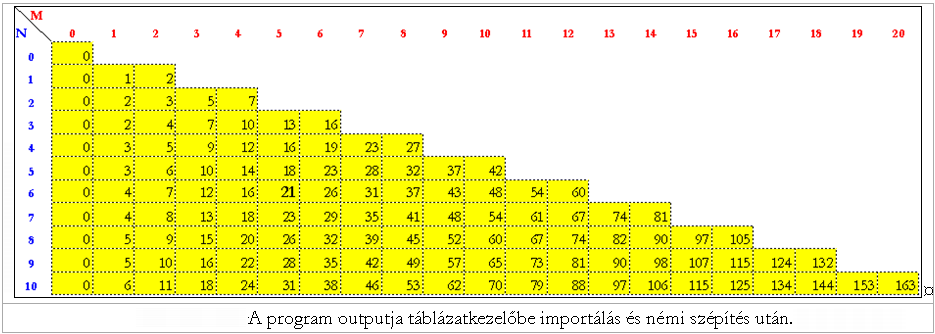 M
N 0 1 2 3 4 5 6 7 8 9 10 11 12 13 14 15 16 17 18 19 20
0 0
1 0 1 2
2 0 2 3 5 7
3 0 2 4 7 10 13 16
4 0 3 5 9 12 16 19 23 27
5 0 3 6 10 14 18 23 28 32 37 42
6 0 4 7 12 16 21 26 31 37 43 48 54 60
7 0 4 8 13 18 23 29 35 41 48 54 61 67 74 81
8 0 5 9 15 20 26 32 39 45 52 60 67 74 82 90 97 105
9 0 5 10 16 22 28 35 42 49 57 65 73 81 90 98 107 115 124 132
10 0 6 11 18 24 31 38 46 53 62 70 79 88 97 106 115 125 134 144 153 163
A program outputja táblázatkezelőbe importálás és némi szépítés után.